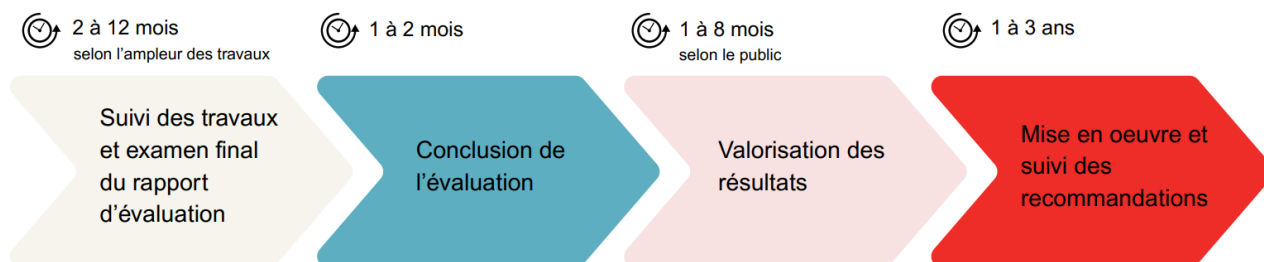 2 à 12 mois
selon l'ampleur des travaux
Suivi des travaux
et examen final
du rapport
d'évaluation
1 à 2 mois
Conclusion de
l'évaluation
1 à 8 mois
selon le public
Valorisation des
résultats
1 à 3 ans
Mise en oeuvre et
suivi des
recommandations